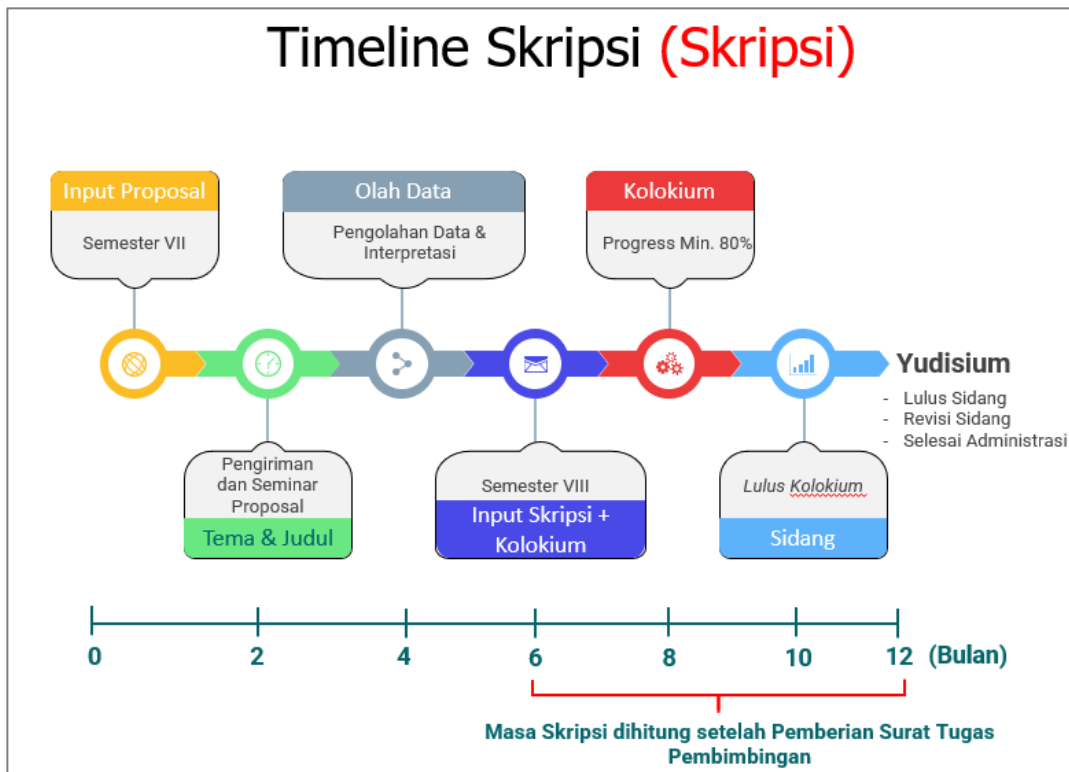 Timeline Skripsi (Skripsi)
Input Proposal
Semester VII
Olah Data
Pengolahan Data &
Interpretasi
Kolokium
Progress Min. 80%
Yudisium
- Lulus Sidang
- Revisi Sidang
- Selesai Administrasi
Pengiriman
dan Seminar
Proposal
Tema & Judul
Semester VIII
Input Skripsi +
Kolokium
Lulus Kolokium
Sidang
0 2 4 6 8 10 12 (Bulan)
Masa Skripsi dihitung setelah Pemberian Surat Tugas
Pembimbingan